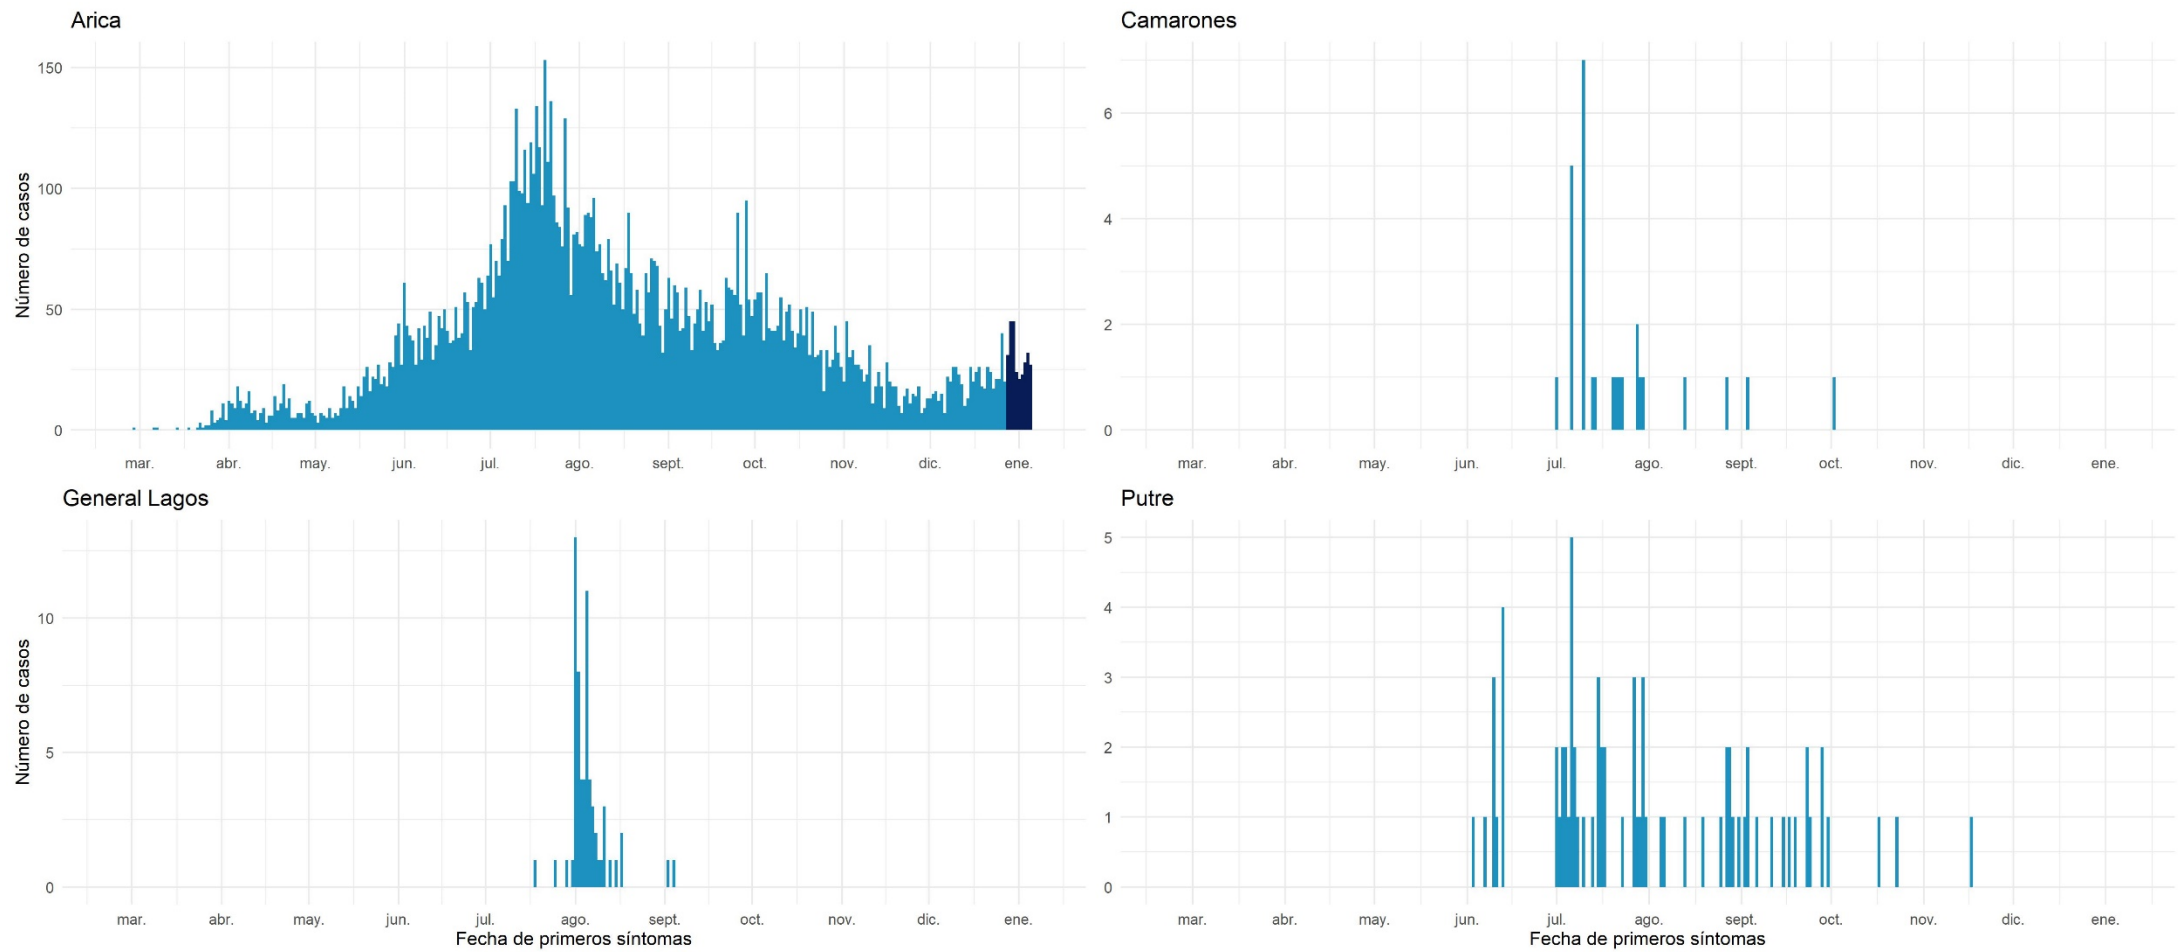 Arica
Número de casos
150
100
50
0
mar. abr. may. jun. jul. ago. sept. oct. nov. dic. ene.
Camarones
6
4
2
0
mar. abr. may. jun. jul. ago. sept. oct. nov. dic. ene.
General Lagos
Número de casos
10
5
0
mar. abr. may. jun. jul. ago. sept. oct. nov. dic. ene.
Fecha de primeros síntomas
Putre
5
4
3
2
1
0
mar. abr. may. jun. jul. ago. sept. oct. nov. dic. ene.
Fecha de primeros síntomas